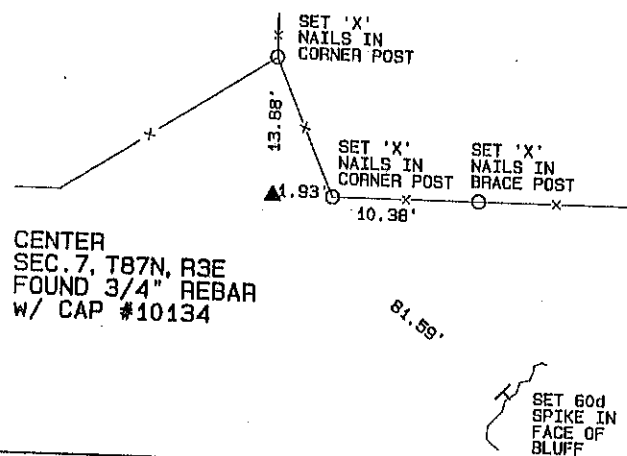 SET 'X'
NAILS IN
CORNER POST
13.88'
SET 'X'
NAILS IN
CORNER POST
SET 'X'
NAILS IN
BRACE POST
1.93'
10.38'
CENTER
SEC.7, T87N, R3E
FOUND 3/4" REBAR
W/ CAP #10134
81.59'
SET 60d
SPIKE IN
FACE OF
BLUFF